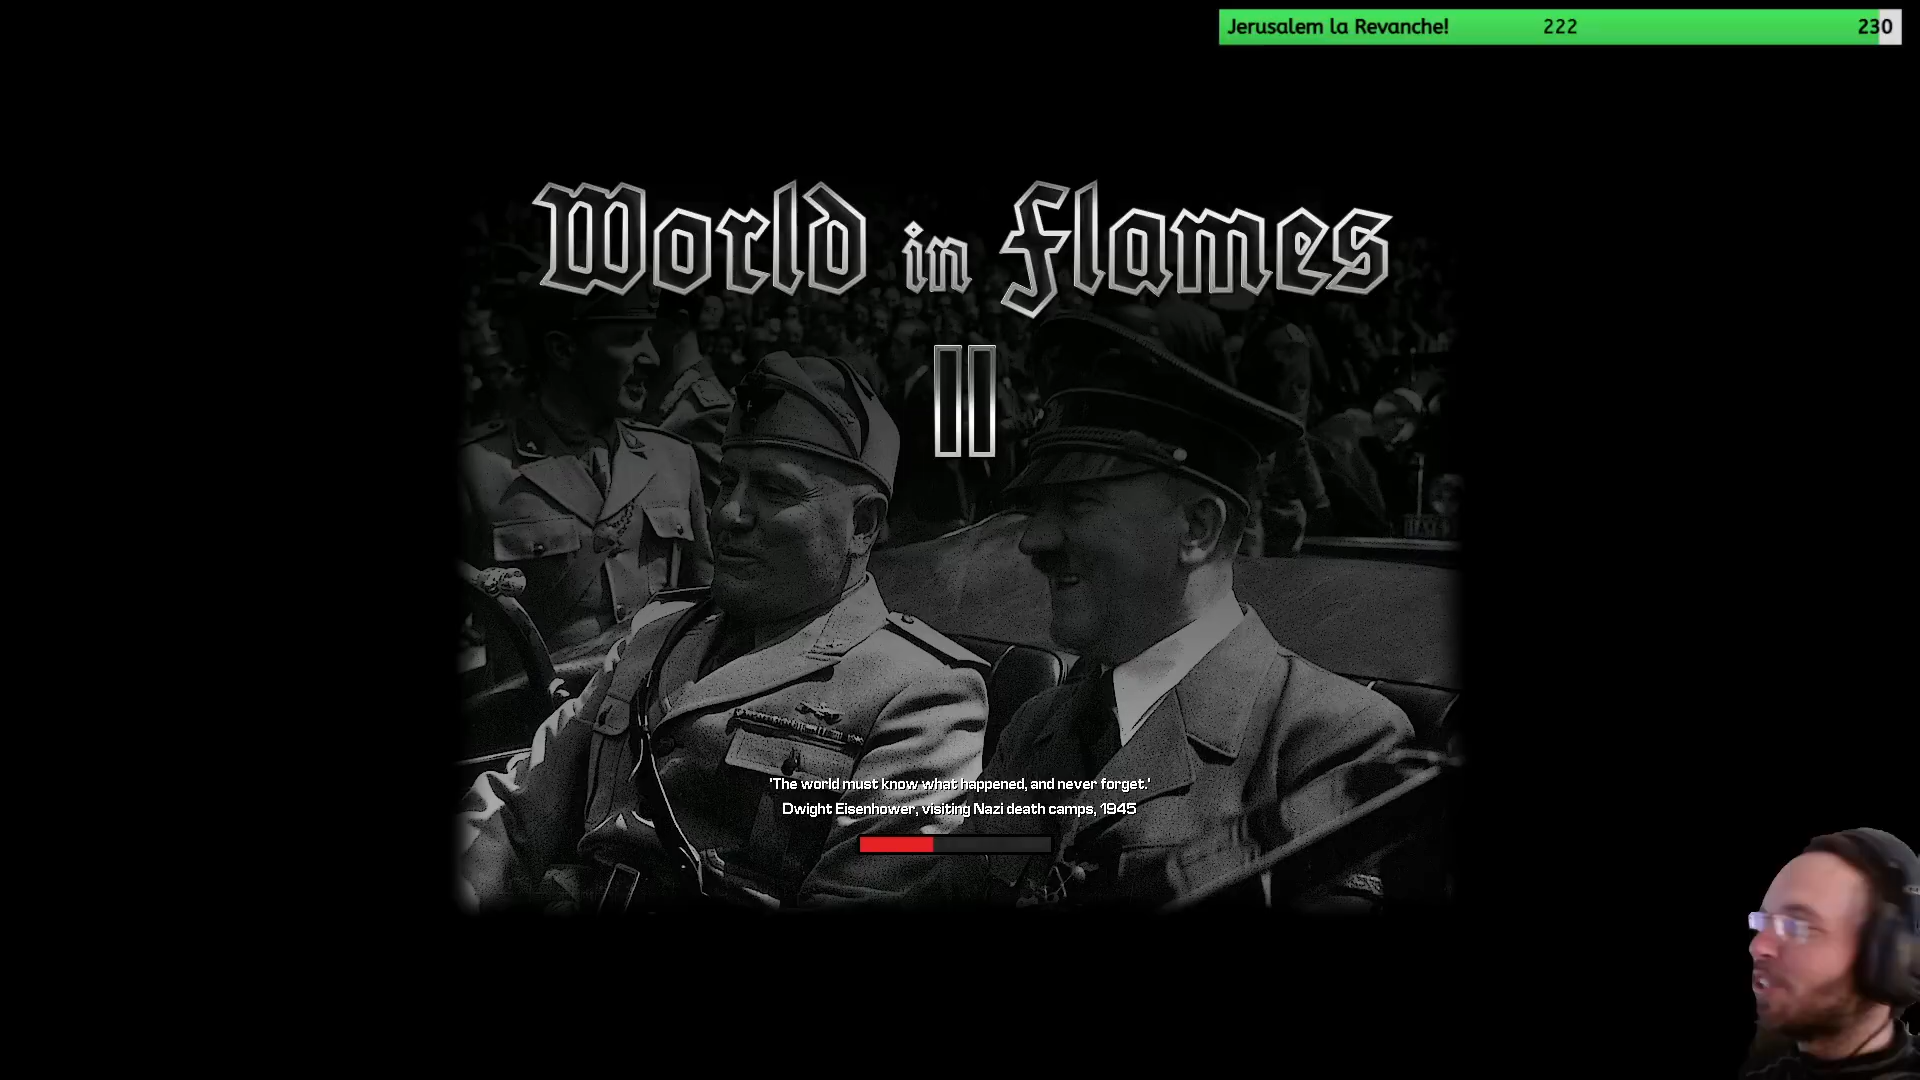 Jerusalem la Revanche! 222 230
World in Flames
II
'The world must know what happened, and never forget.'
Dwight Eisenhower, visiting Nazi death camps, 1945